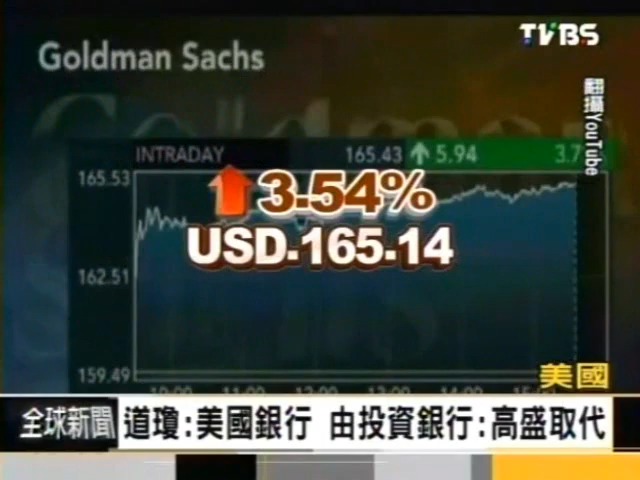 TVBS
Goldman Sachs
翻攝YouTube
INTRADAY 165.43 5.94 3.7
165.53
3.54%
USD.165.14
162.51
159.49
美國
全球新聞 道瓊:美國銀行 由投資銀行:高盛取代